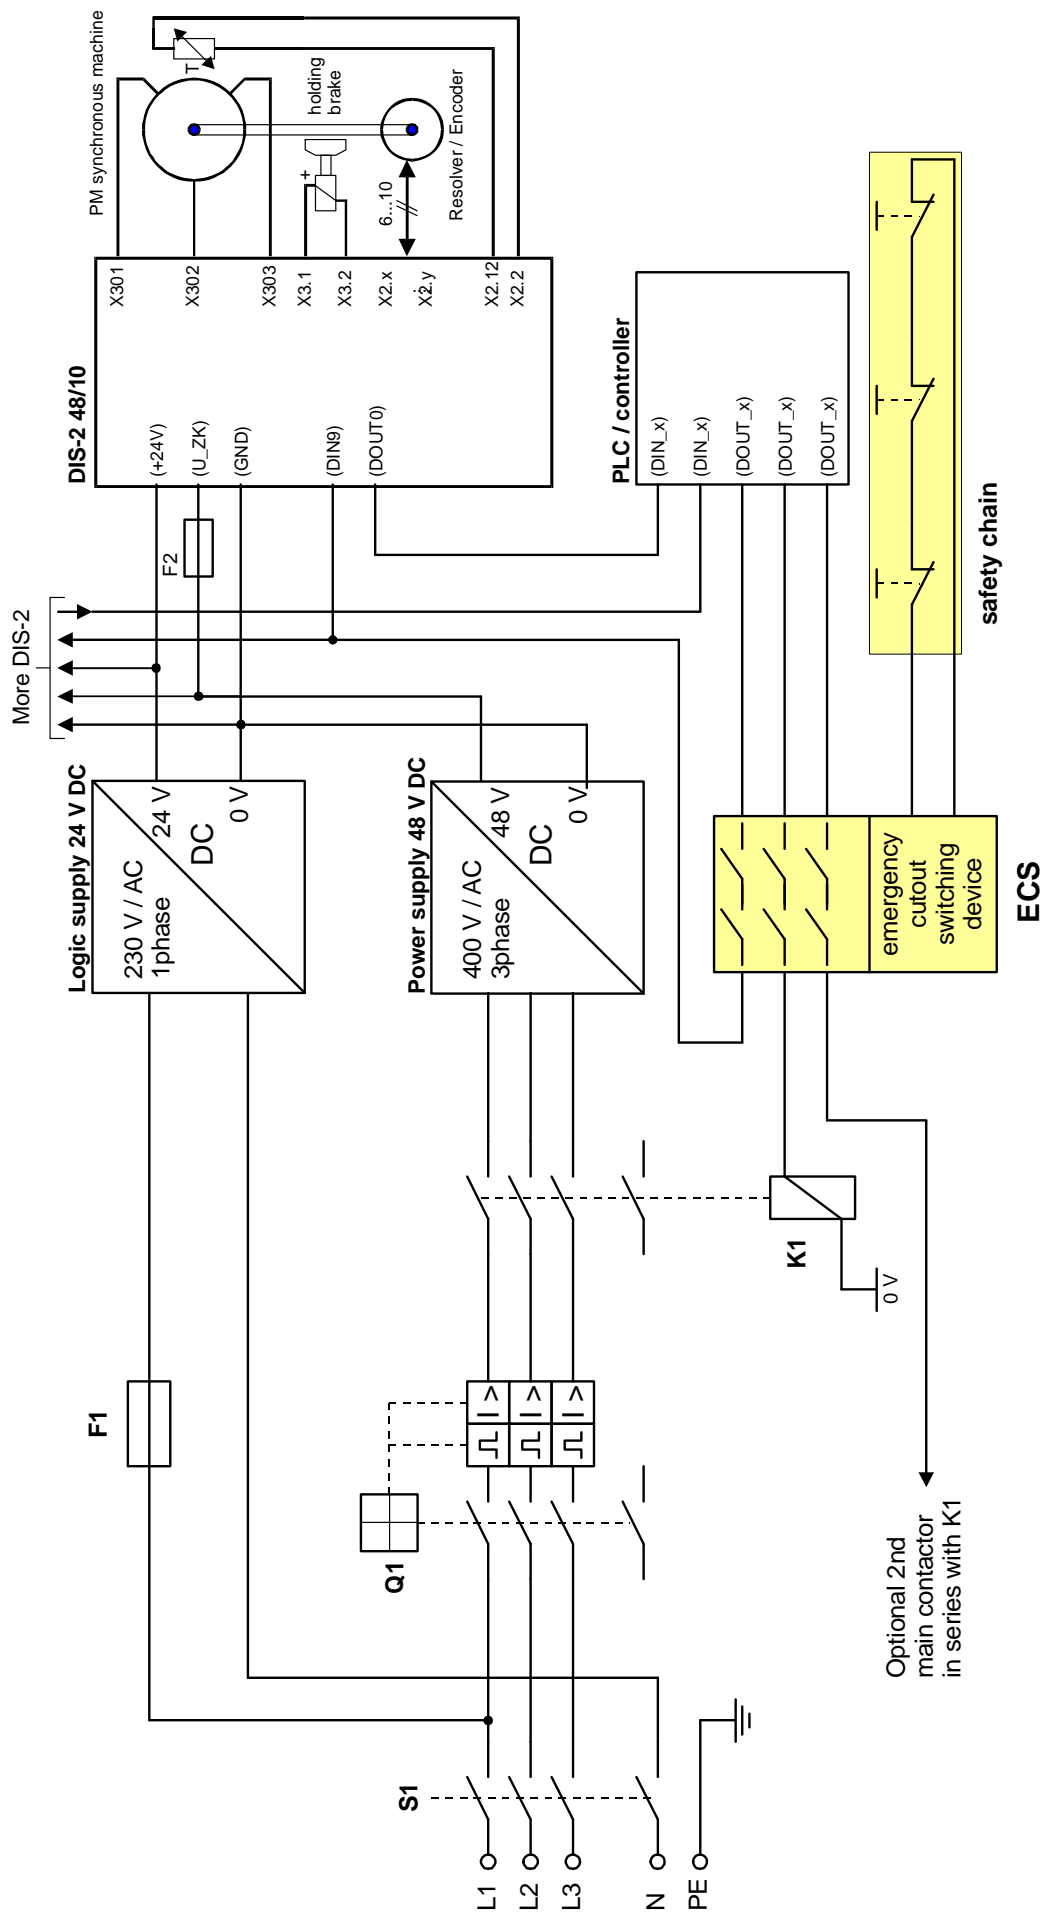 L1
L2
L3
N
PE
S1
Q1
F1
I >
I >
I >
K1
0 V
Optional 2nd
main contactor
in series with K1
Logic supply 24 V DC
230 V / AC
1phase
24 V
DC
0 V
Power supply 48 V DC
400 V / AC
3phase
48 V
DC
0 V
emergency
cutout
switching
device
ECS
safety chain
More DIS-2
F2
DIS-2 48/10
(+24V)
(U_ZK)
(GND)
(DIN9)
(DOUT0)
X301
X302
X303
X3.1
X3.2
X2.x
..
X2.y
X2.12
X2.2
PLC / controller
(DIN_x)
(DIN_x)
(DOUT_x)
(DOUT_x)
(DOUT_x)
PM synchronous machine
T
+
holding
brake
6...10
Resolver / Encoder